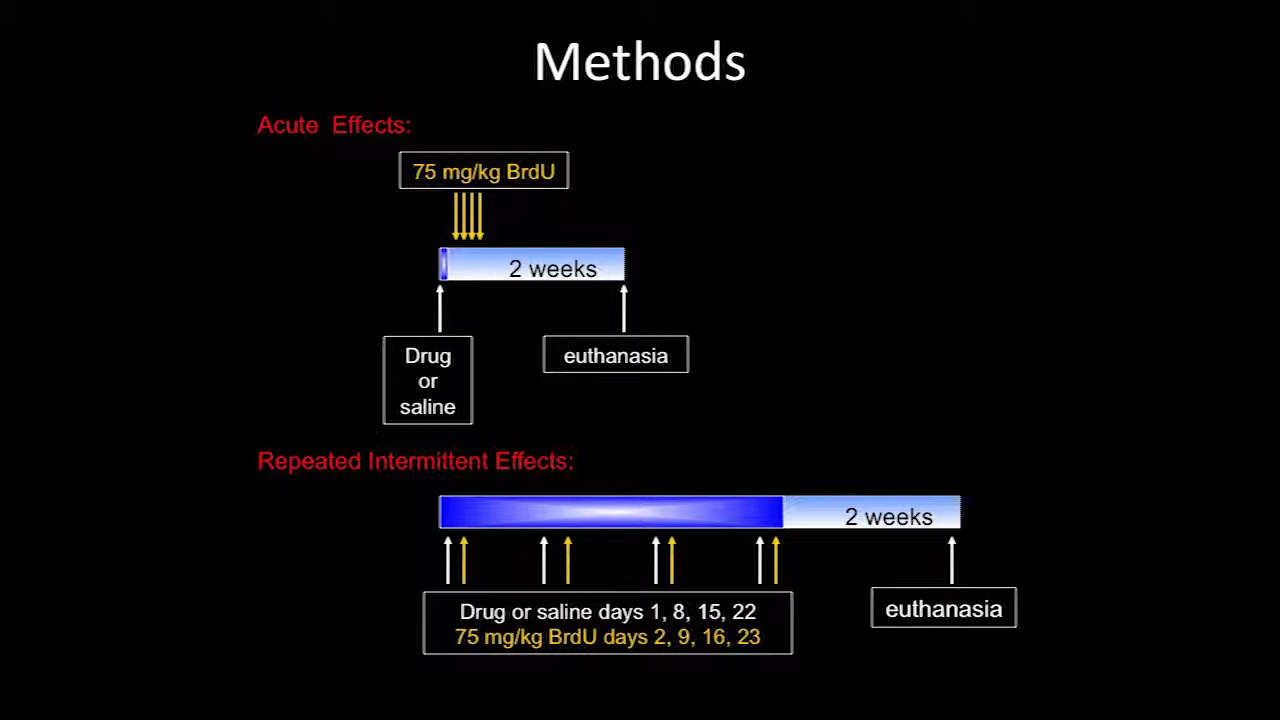 Methods
Acute Effects:
75 mg/kg BrdU
2 weeks
Drug
or
saline
euthanasia
Repeated Intermittent Effects:
2 weeks
Drug or saline days 1, 8, 15, 22
75 mg/kg BrdU days 2, 9, 16, 23
euthanasia